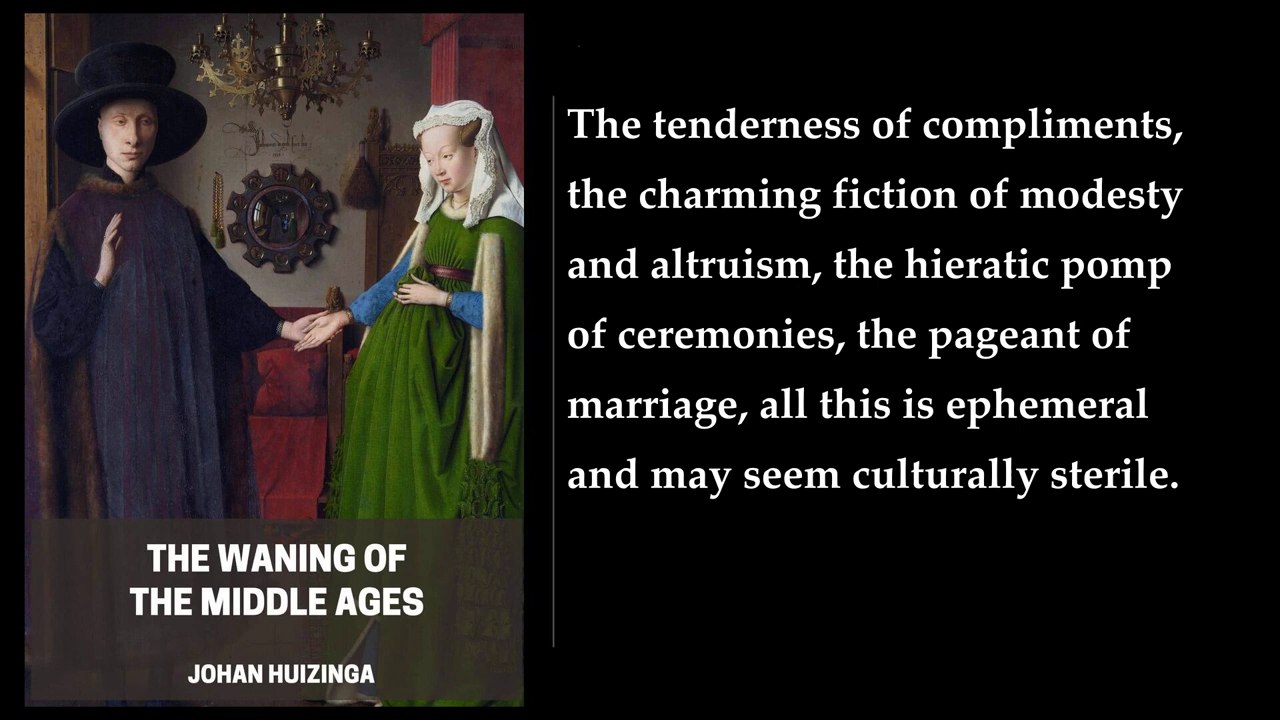 THE WANING OF
THE MIDDLE AGES
JOHAN HUIZINGA
The tenderness of compliments,
the charming fiction of modesty
and altruism, the hieratic pomp
of ceremonies, the pageant of
marriage, all this is ephemeral
and may seem culturally sterile.